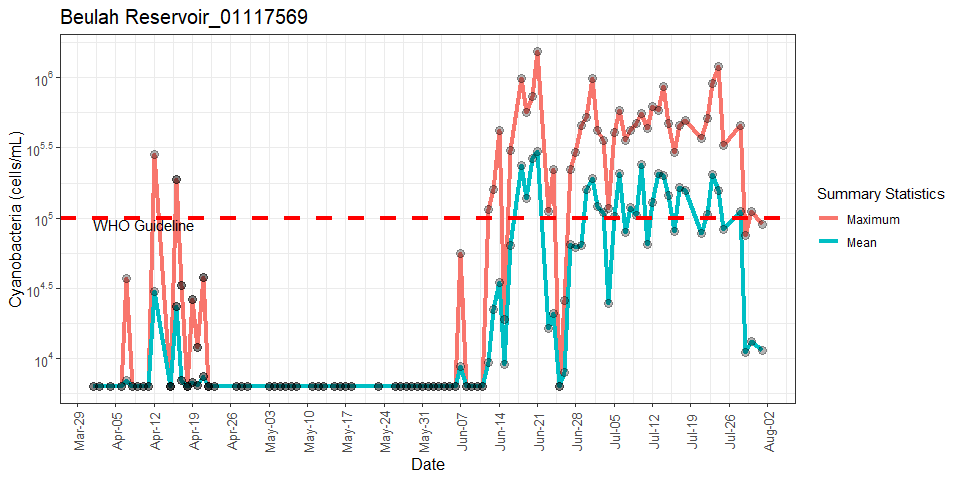 Beulah Reservoir_01117569
Cyanobacteria (cells/mL)
10^6
10^5.5
10^5
10^4.5
10^4
WHO Guideline
Mar-29
Apr-05
Apr-12
Apr-19
Apr-26
May-03
May-10
May-17
May-24
May-31
Jun-07
Jun-14
Jun-21
Jun-28
Jul-05
Jul-12
Jul-19
Jul-26
Aug-02
Date
Summary Statistics
Maximum
Mean